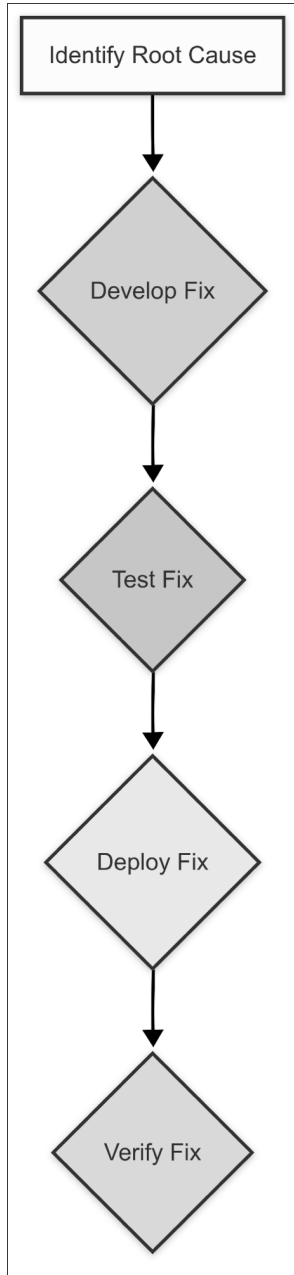 Identify Root Cause
Develop Fix
Test Fix
Deploy Fix
Verify Fix